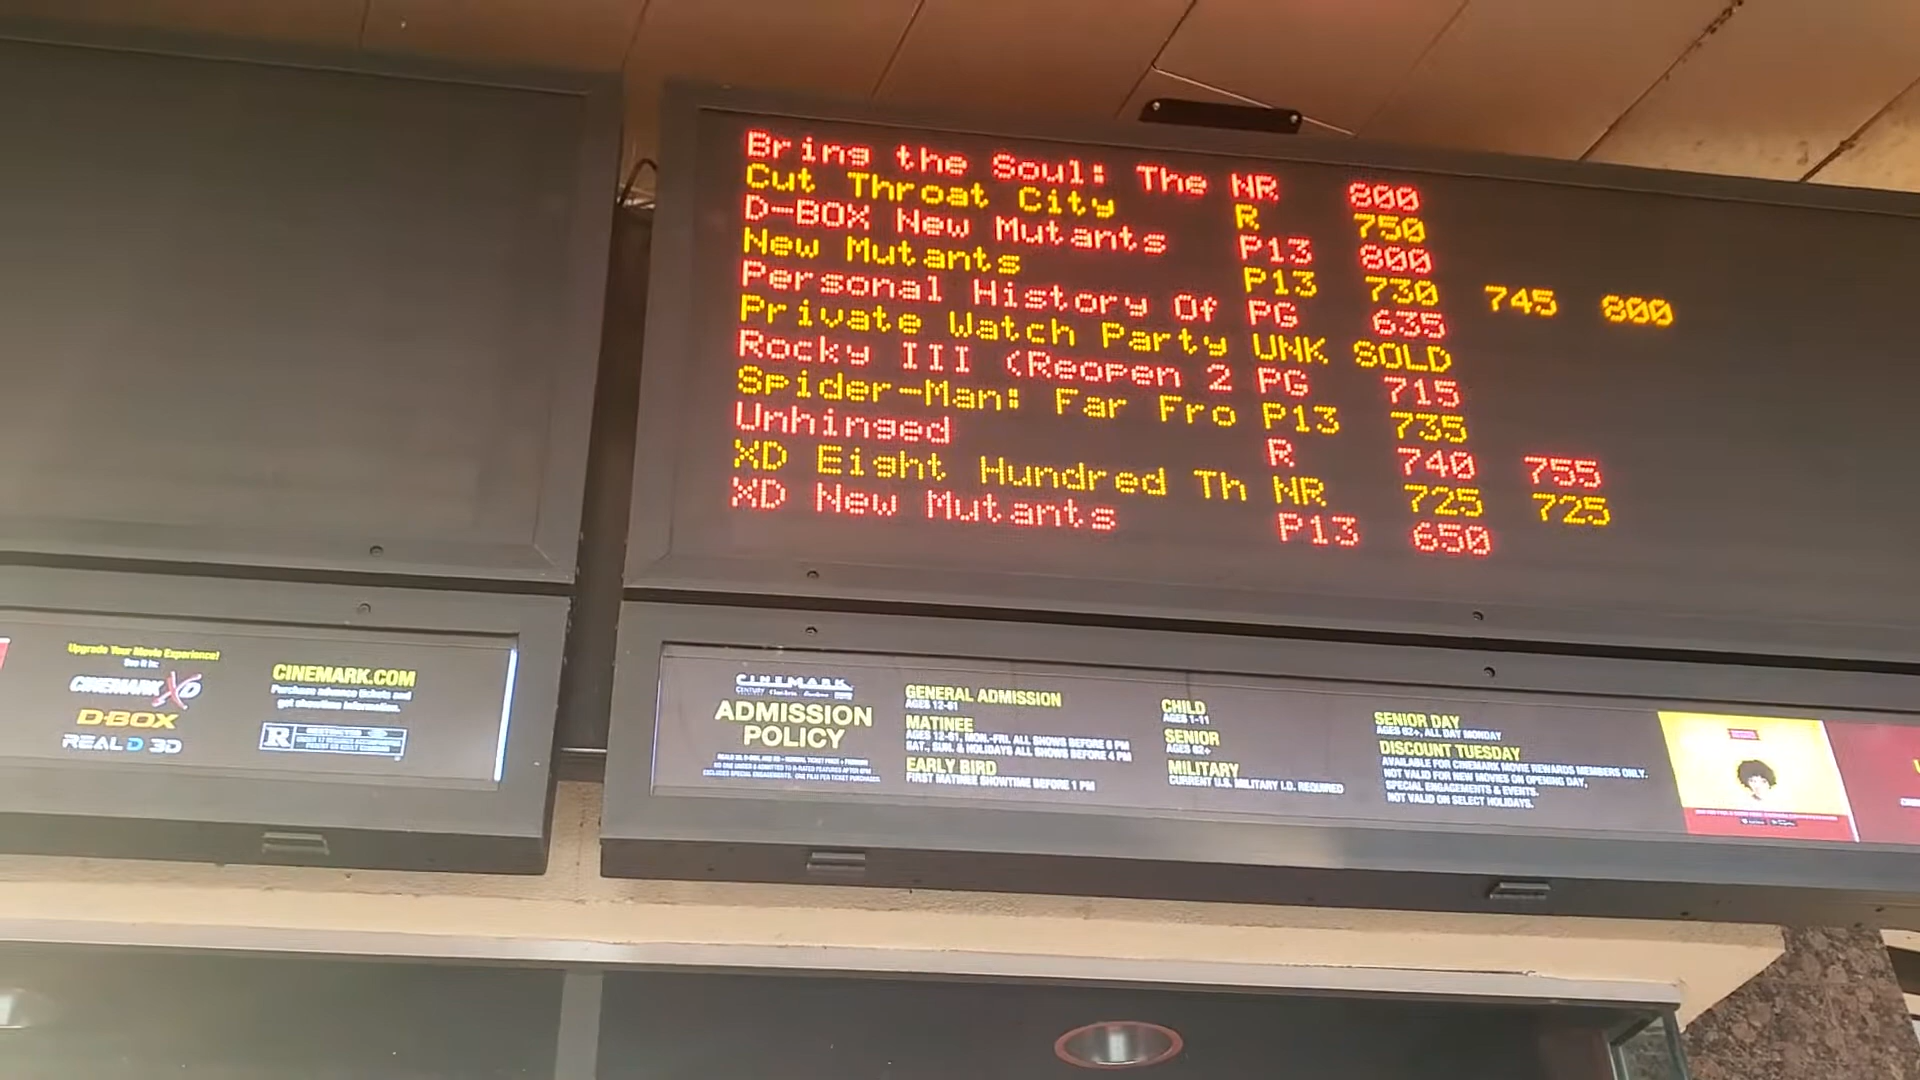 Bring the Soul: The NR 800
Cut Throat City R 750
D-BOX New Mutants P13 800
New Mutants P13 730 745 800
Personal History Of PG 635
Private Watch Party UNK SOLD
Rocky III (Reopen 2 PG 715
Spider-Man: Far Fro P13 735
Unhinged R 740 755
XD Eight Hundred Th NR 725 725
XD New Mutants P13 650
Upgrade Your Movie Experience!
See it in:
CINEMARK XD
D-BOX
REAL D 3D
CINEMARK.COM
Purchase advance tickets and
get showtime information.
R RESTRICTED
CINEMARK
CENTURY
ADMISSION
POLICY
GENERAL ADMISSION
AGES 12-61
MATINEE
AGES 12-61, MON.-FRI. ALL SHOWS BEFORE 6 PM
SAT., SUN. & HOLIDAYS ALL SHOWS BEFORE 4 PM
EARLY BIRD
FIRST MATINEE SHOWTIME BEFORE 1 PM
CHILD
AGES 1-11
SENIOR
AGES 62+
MILITARY
CURRENT U.S. MILITARY I.D. REQUIRED
SENIOR DAY
AGES 62+, ALL DAY MONDAY
DISCOUNT TUESDAY
AVAILABLE FOR CINEMARK MOVIE REWARDS MEMBERS ONLY.
NOT VALID FOR NEW MOVIES ON OPENING DAY,
SPECIAL ENGAGEMENTS & EVENTS.
NOT VALID ON SELECT HOLIDAYS.